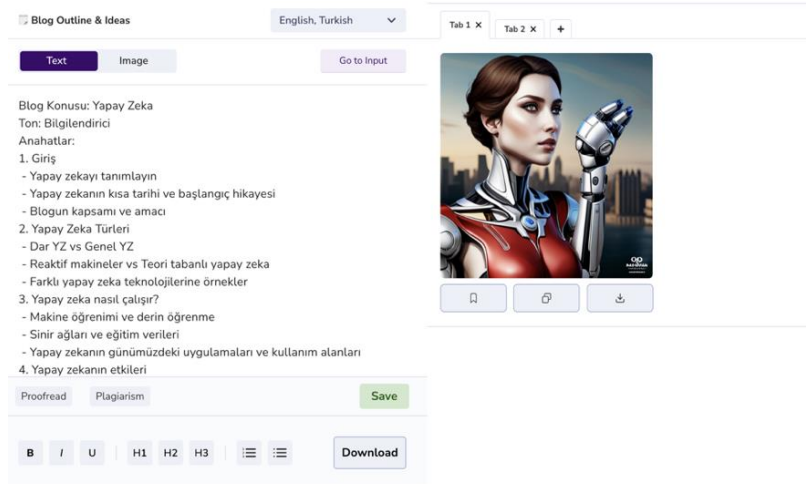 Blog Outline & Ideas
English, Turkish
Text
Image
Go to Input
Blog Konusu: Yapay Zeka
Ton: Bilgilendirici
Anahatlar:
1. Giriş
- Yapay zekayı tanımlayın
- Yapay zekanın kısa tarihi ve başlangıç hikayesi
- Blogun kapsamı ve amacı
2. Yapay Zeka Türleri
- Dar YZ vs Genel YZ
- Reaktif makineler vs Teori tabanlı yapay zeka
- Farklı yapay zeka teknolojilerine örnekler
3. Yapay zeka nasıl çalışır?
- Makine öğrenimi ve derin öğrenme
- Sinir ağları ve eğitim verileri
- Yapay zekanın günümüzdeki uygulamaları ve kullanım alanları
4. Yapay zekanın etkileri
Proofread
Plagiarism
Save
B
I
U
H1
H2
H3
Download
Tab 1 ×
Tab 2 ×
+